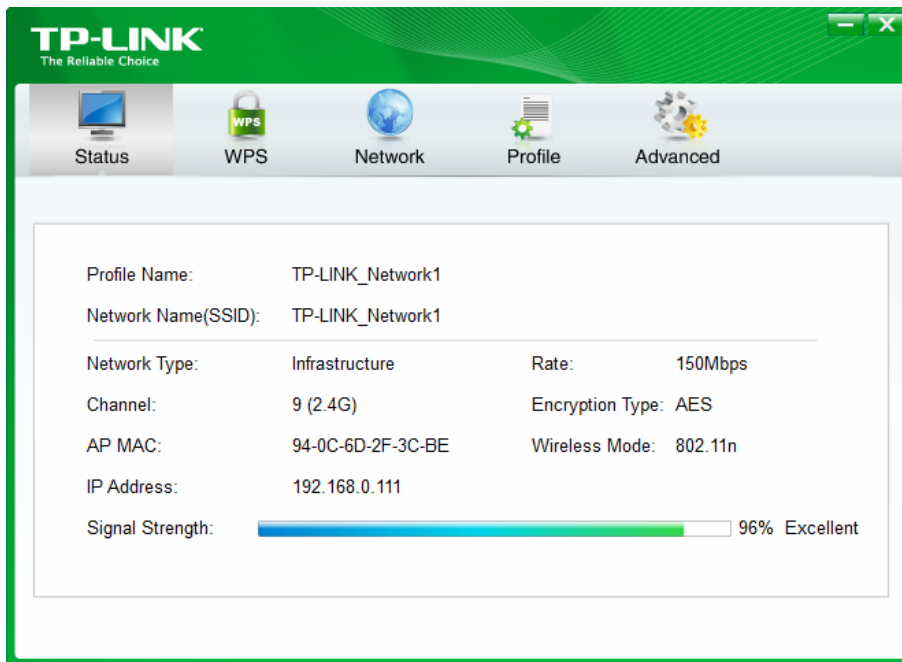 TP-LINK
The Reliable Choice
WPS
Status WPS Network Profile Advanced
Profile Name: TP-LINK_Network1
Network Name(SSID): TP-LINK_Network1
Network Type: Infrastructure Rate: 150Mbps
Channel: 9 (2.4G) Encryption Type: AES
AP MAC: 94-0C-6D-2F-3C-BE Wireless Mode: 802.11n
IP Address: 192.168.0.111
Signal Strength: 96% Excellent